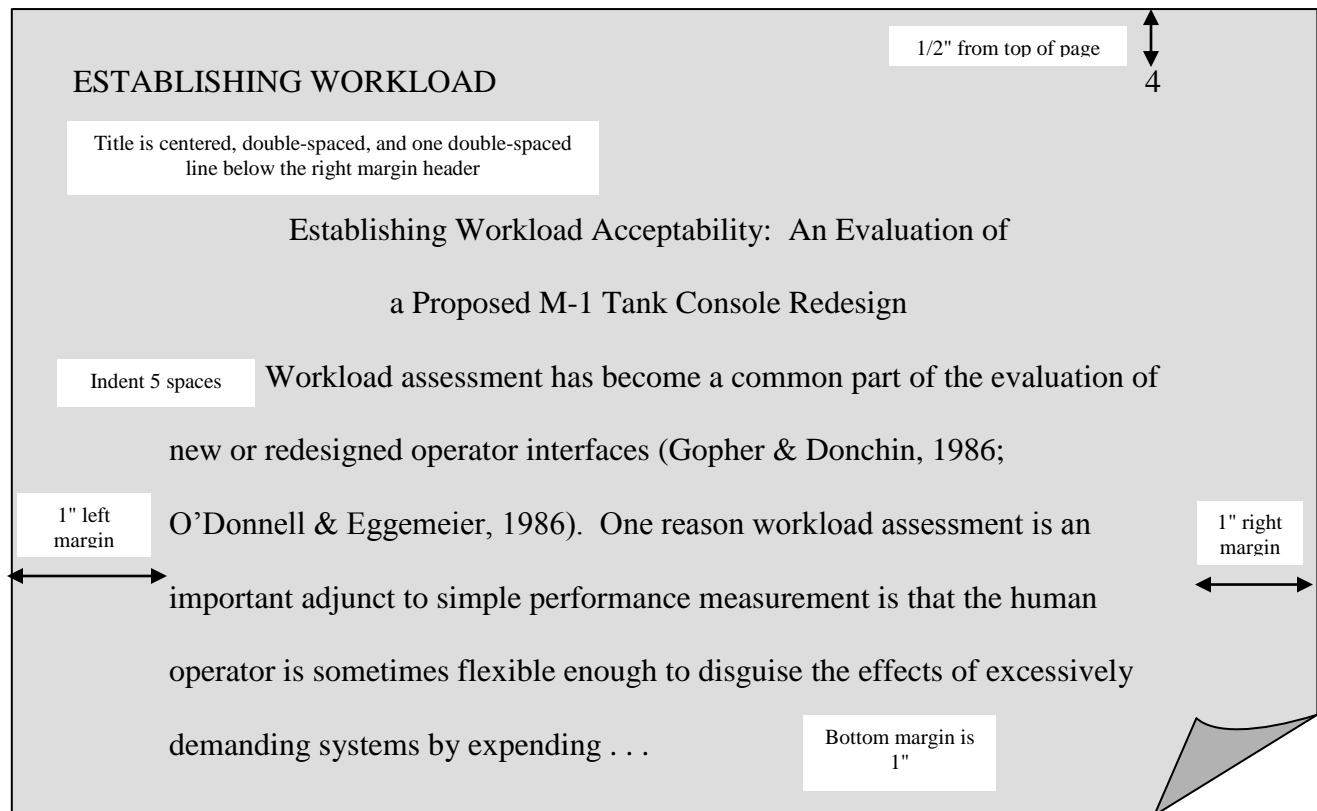 1/2" from top of page
ESTABLISHING WORKLOAD 4
Title is centered, double-spaced, and one double-spaced
line below the right margin header
Establishing Workload Acceptability:  An Evaluation of
a Proposed M-1 Tank Console Redesign
Indent 5 spaces
Workload assessment has become a common part of the evaluation of
new or redesigned operator interfaces (Gopher & Donchin, 1986;
O’Donnell & Eggemeier, 1986).  One reason workload assessment is an
1" left
margin
1" right
margin
important adjunct to simple performance measurement is that the human
operator is sometimes flexible enough to disguise the effects of excessively
demanding systems by expending . . .
Bottom margin is
1"